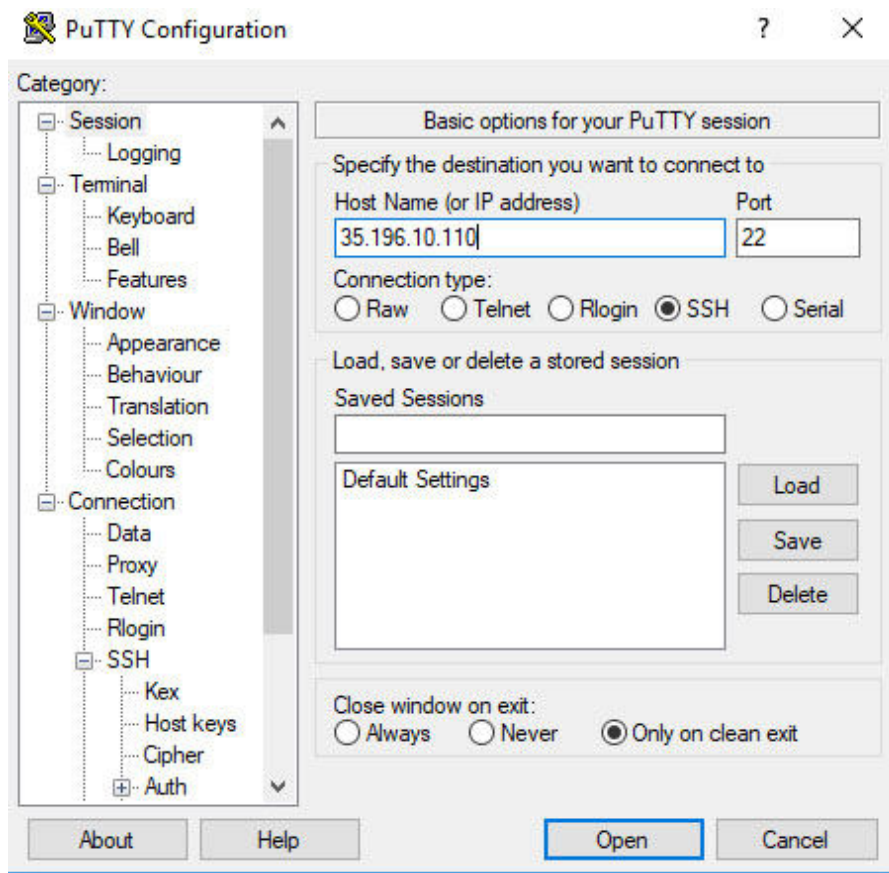 PuTTY Configuration
?
Category:
Session
Logging
Terminal
Keyboard
Bell
Features
Window
Appearance
Behaviour
Translation
Selection
Colours
Connection
Data
Proxy
Telnet
Rlogin
SSH
Kex
Host keys
Cipher
Auth
Basic options for your PuTTY session
Specify the destination you want to connect to
Host Name (or IP address) Port
35.196.10.110 22
Connection type:
Raw Telnet Rlogin SSH Serial
Load, save or delete a stored session
Saved Sessions
Default Settings
Load
Save
Delete
Close window on exit:
Always Never Only on clean exit
About Help Open Cancel